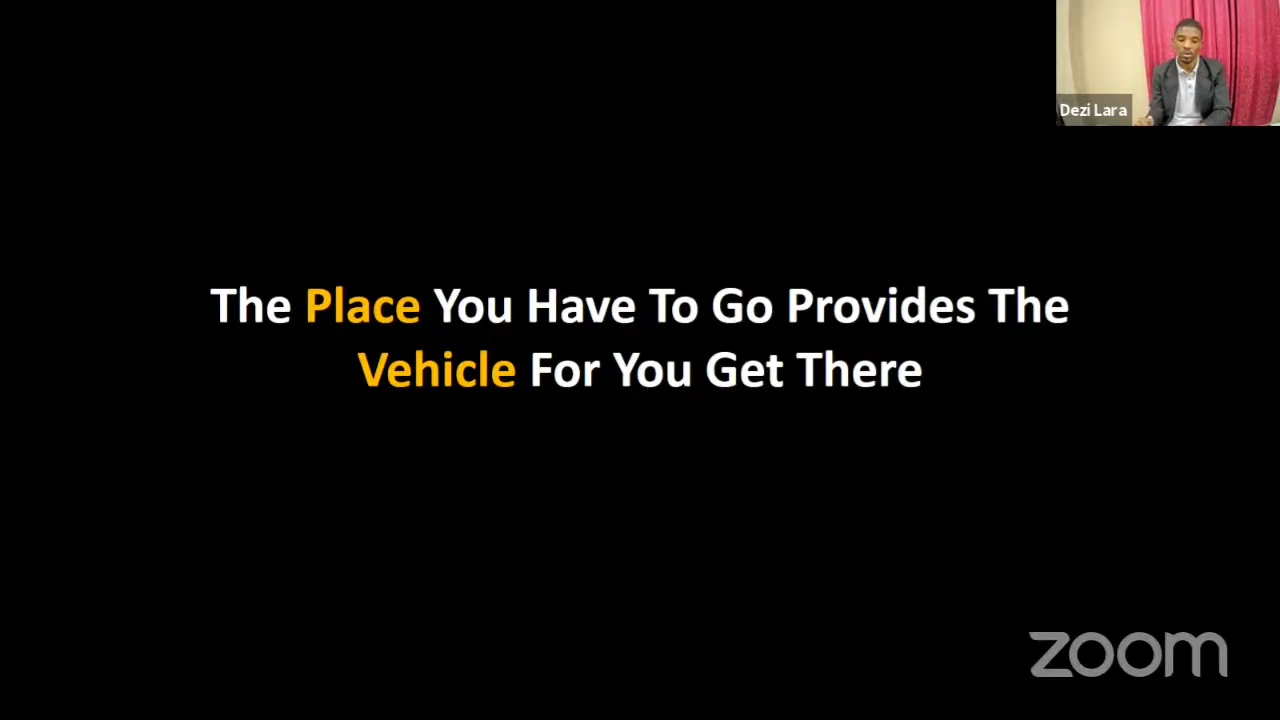 Dezi Lara
The Place You Have To Go Provides The
Vehicle For You Get There
zoom